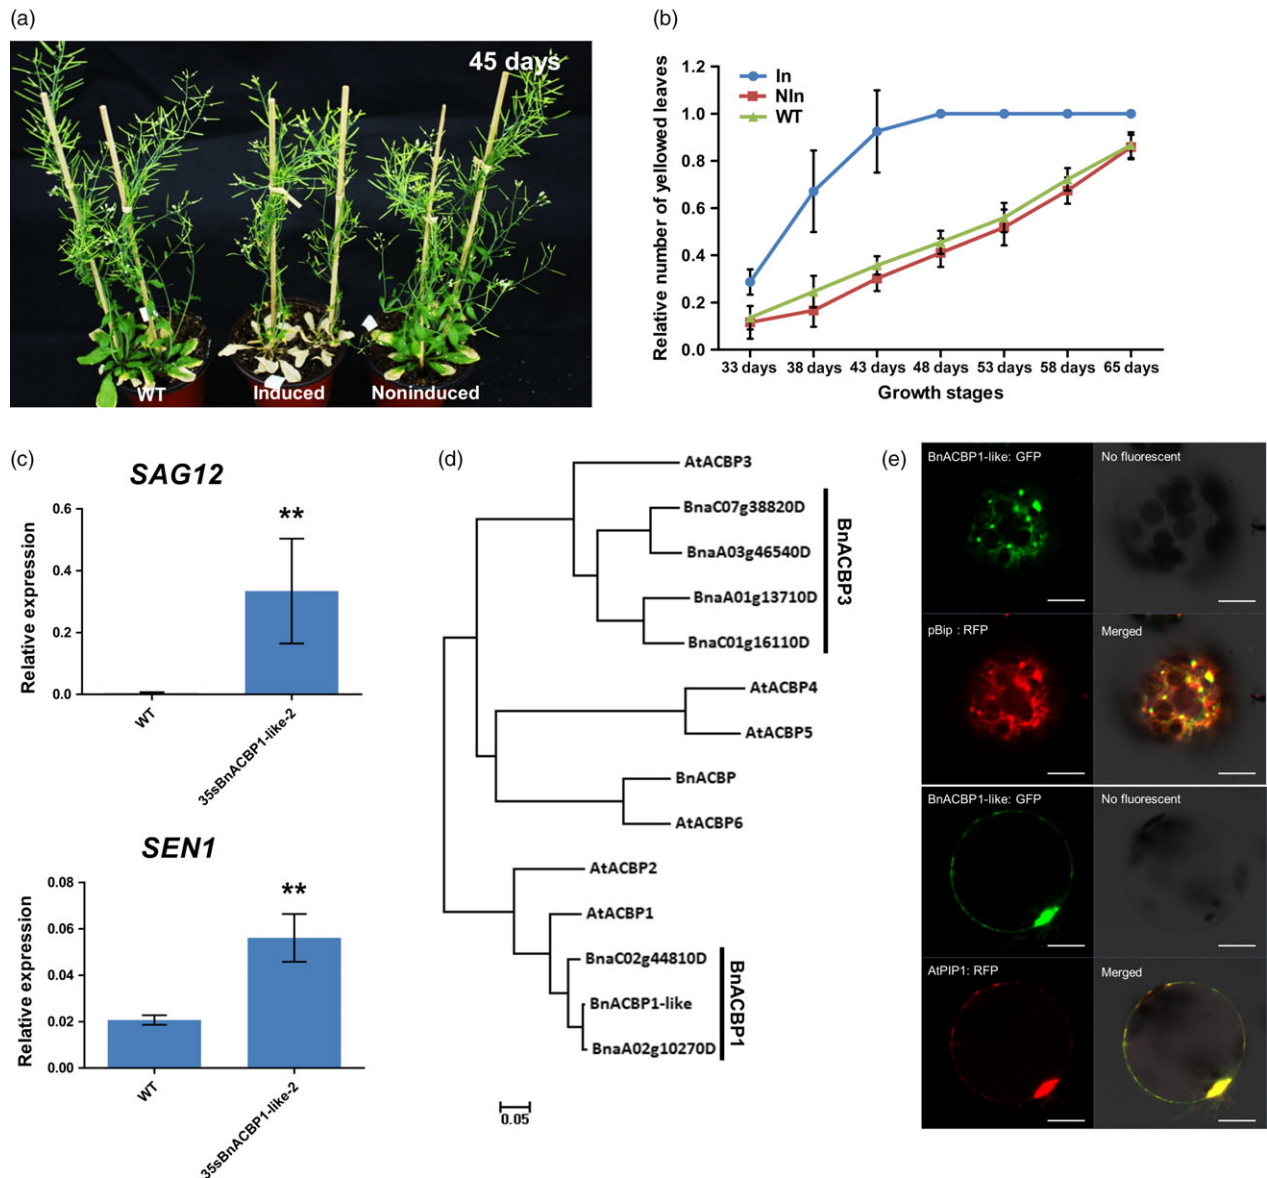 (a)
45 days
WT
Induced
Noninduced
(b)
Relative number of yellowed leaves
1.2
1.0
0.8
0.6
0.4
0.2
0.0
In
NIn
WT
33 days
38 days
43 days
48 days
53 days
58 days
65 days
Growth stages
(c)
SAG12
Relative expression
0.6
0.4
0.2
0.0
**
WT
35sBnACBP1-like-2
SEN1
Relative expression
0.08
0.06
0.04
0.02
0.00
**
WT
35sBnACBP1-like-2
(d)
AtACBP3
BnaC07g38820D
BnaA03g46540D
BnaA01g13710D
BnaC01g16110D
BnACBP3
AtACBP4
AtACBP5
BnACBP
AtACBP6
AtACBP2
AtACBP1
BnaC02g44810D
BnACBP1-like
BnaA02g10270D
BnACBP1
0.05
(e)
BnACBP1-like: GFP
No fluorescent
pBip : RFP
Merged
BnACBP1-like: GFP
No fluorescent
AtPIP1: RFP
Merged